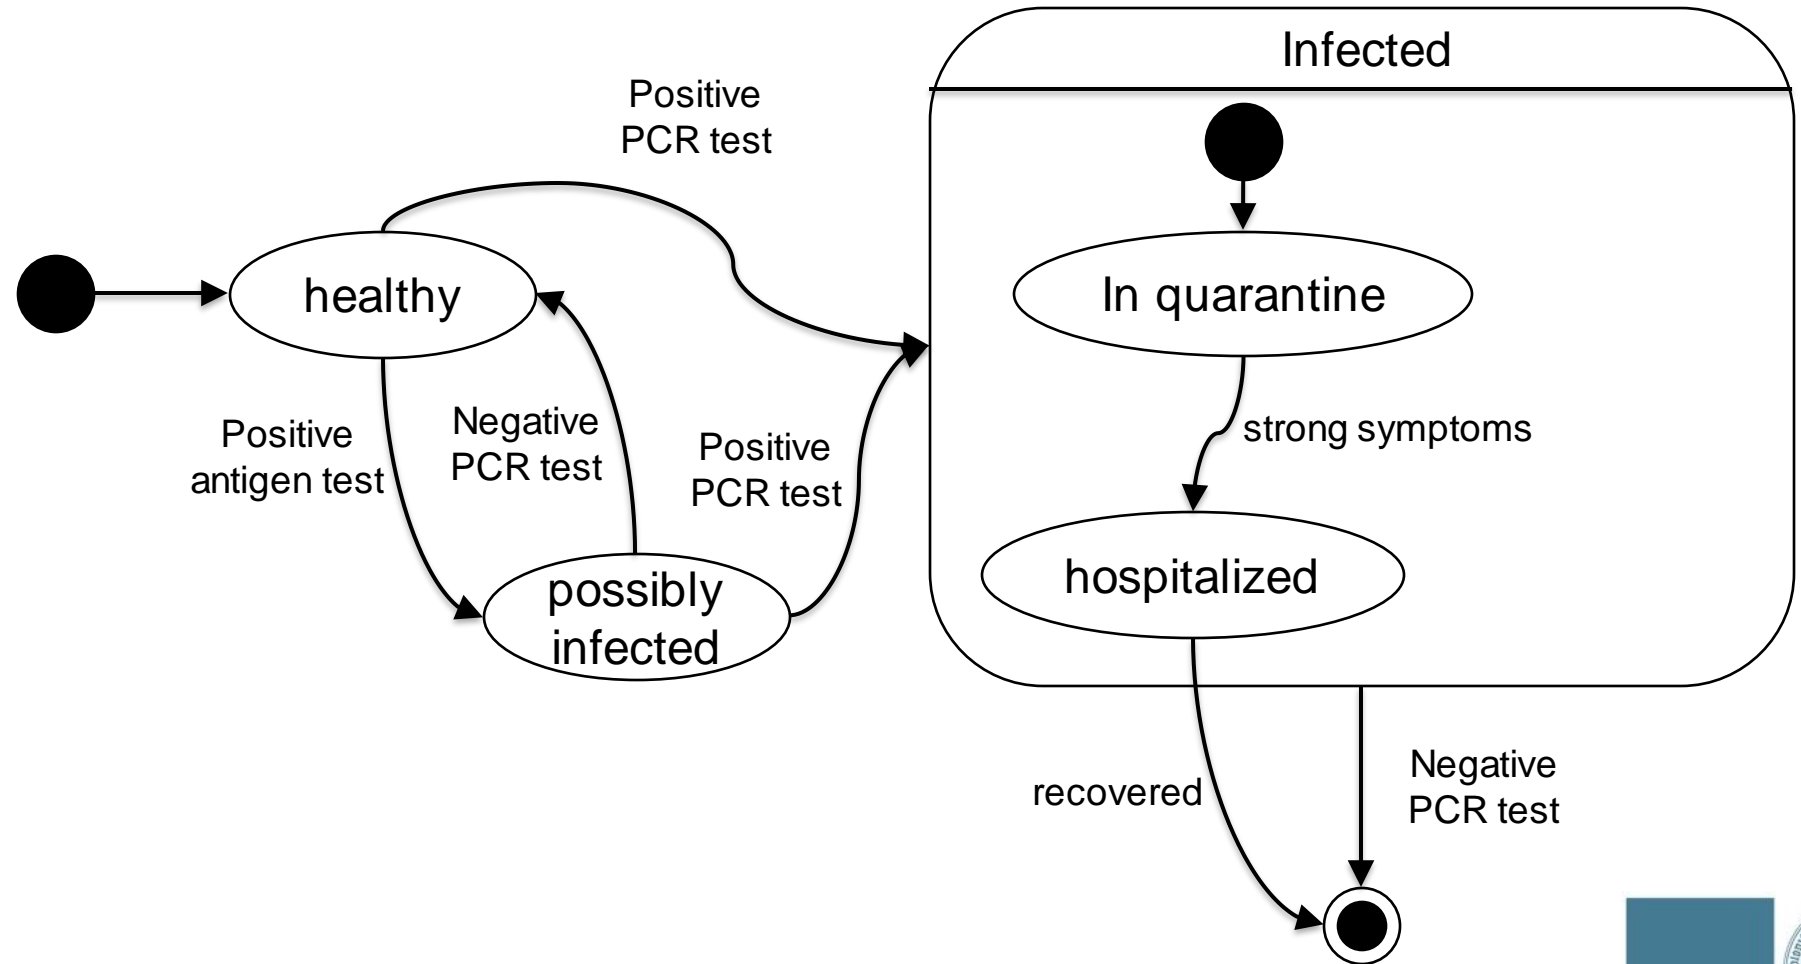 Infected
Positive
PCR test
healthy
In quarantine
Positive
antigen test
Negative
PCR test
Positive
PCR test
strong symptoms
possibly
infected
hospitalized
recovered
Negative
PCR test